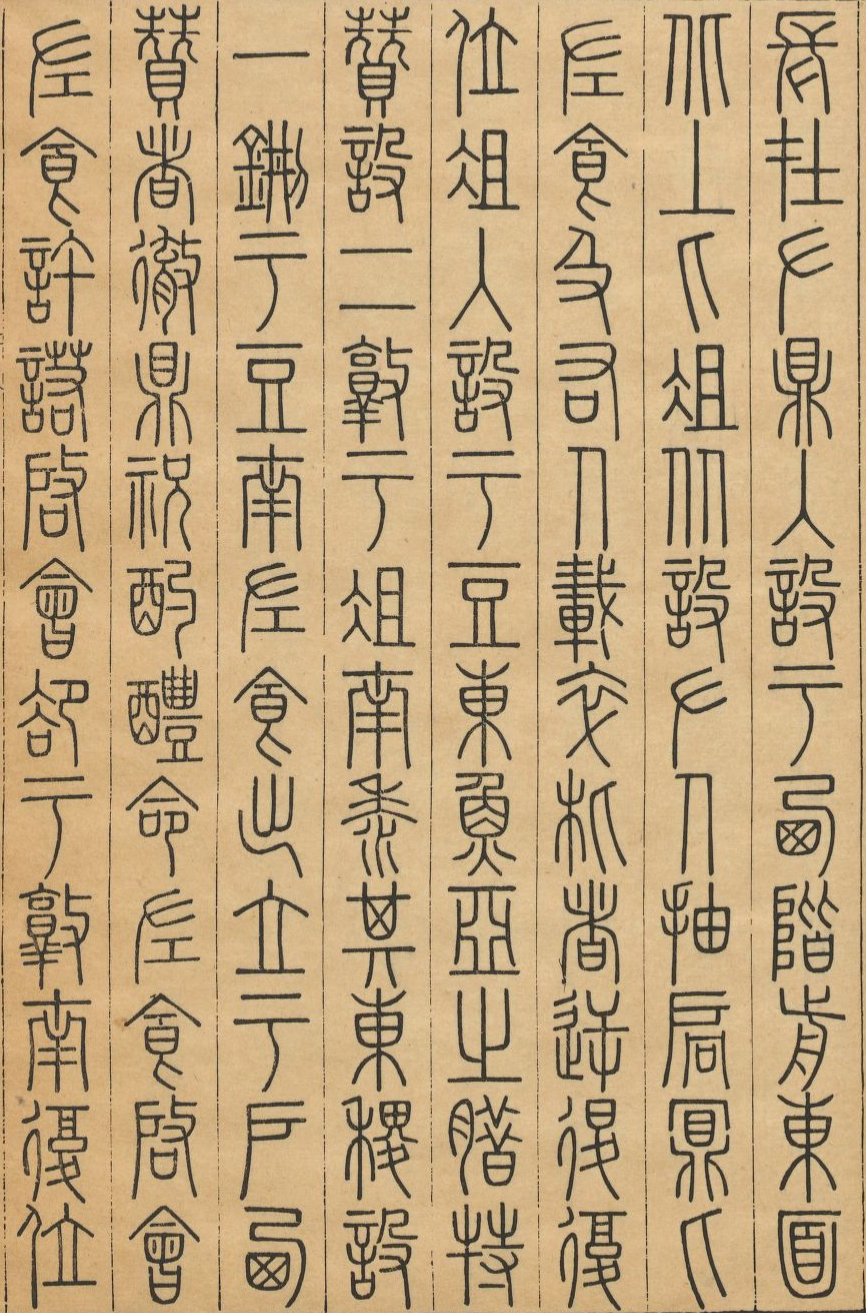 長在左鼎入設于西階前東面
北上匕俎從設左人抽扃鼏匕
佐食及右人載卒朼者逆退復
位俎入設于豆東魚亞之腊特
贊設二敦于俎南黍其東稷設
一鉶于豆南佐食出立于戶西
贊者徹鼎祝酌醴命佐食啟會
佐食許諾啟會卻于敦南復位